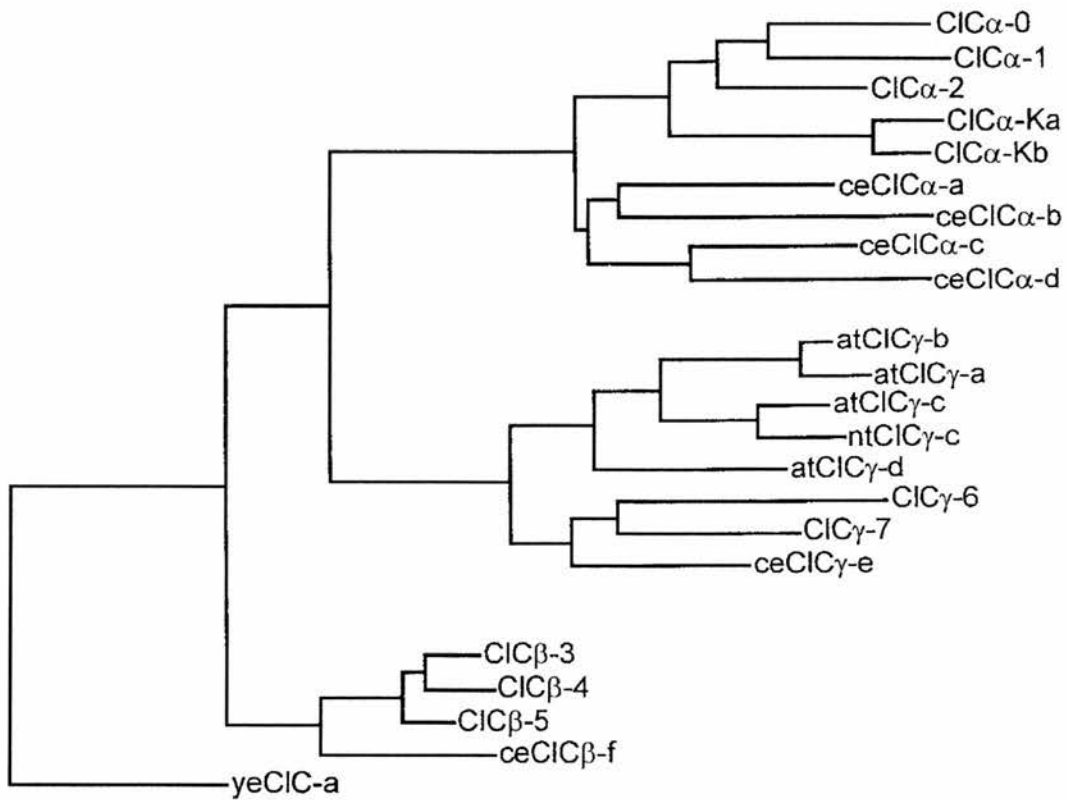 ClCα-0
ClCα-1
ClCα-2
ClCα-Ka
ClCα-Kb
ceClCα-a
ceClCα-b
ceClCα-c
ceClCα-d
atClCγ-b
atClCγ-a
atClCγ-c
ntClCγ-c
atClCγ-d
ClCγ-6
ClCγ-7
ceClCγ-e
ClCβ-3
ClCβ-4
ClCβ-5
ceClCβ-f
yeClC-a